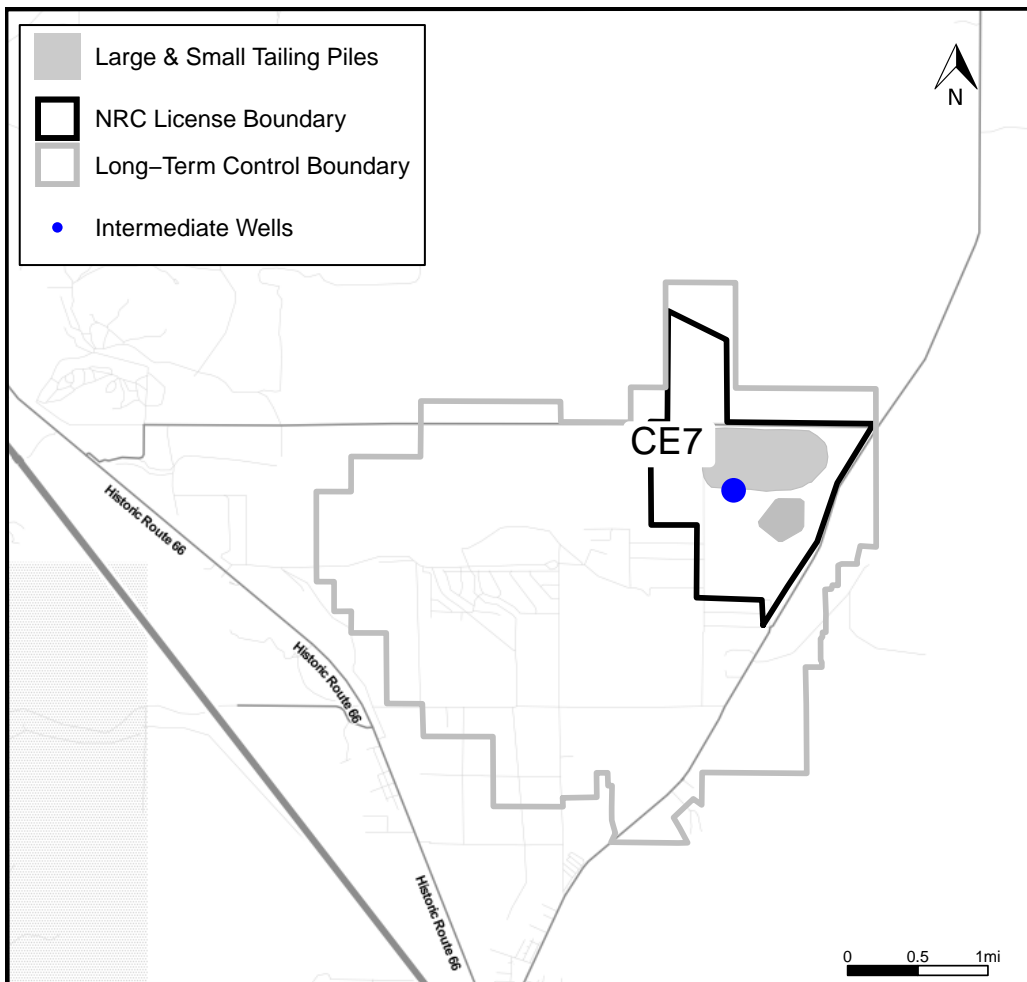 Large & Small Tailing Piles
NRC License Boundary
Long−Term Control Boundary
Intermediate Wells
N
CE7
Historic Route 66
Historic Route 66
Historic Route 66
0 0.5 1mi